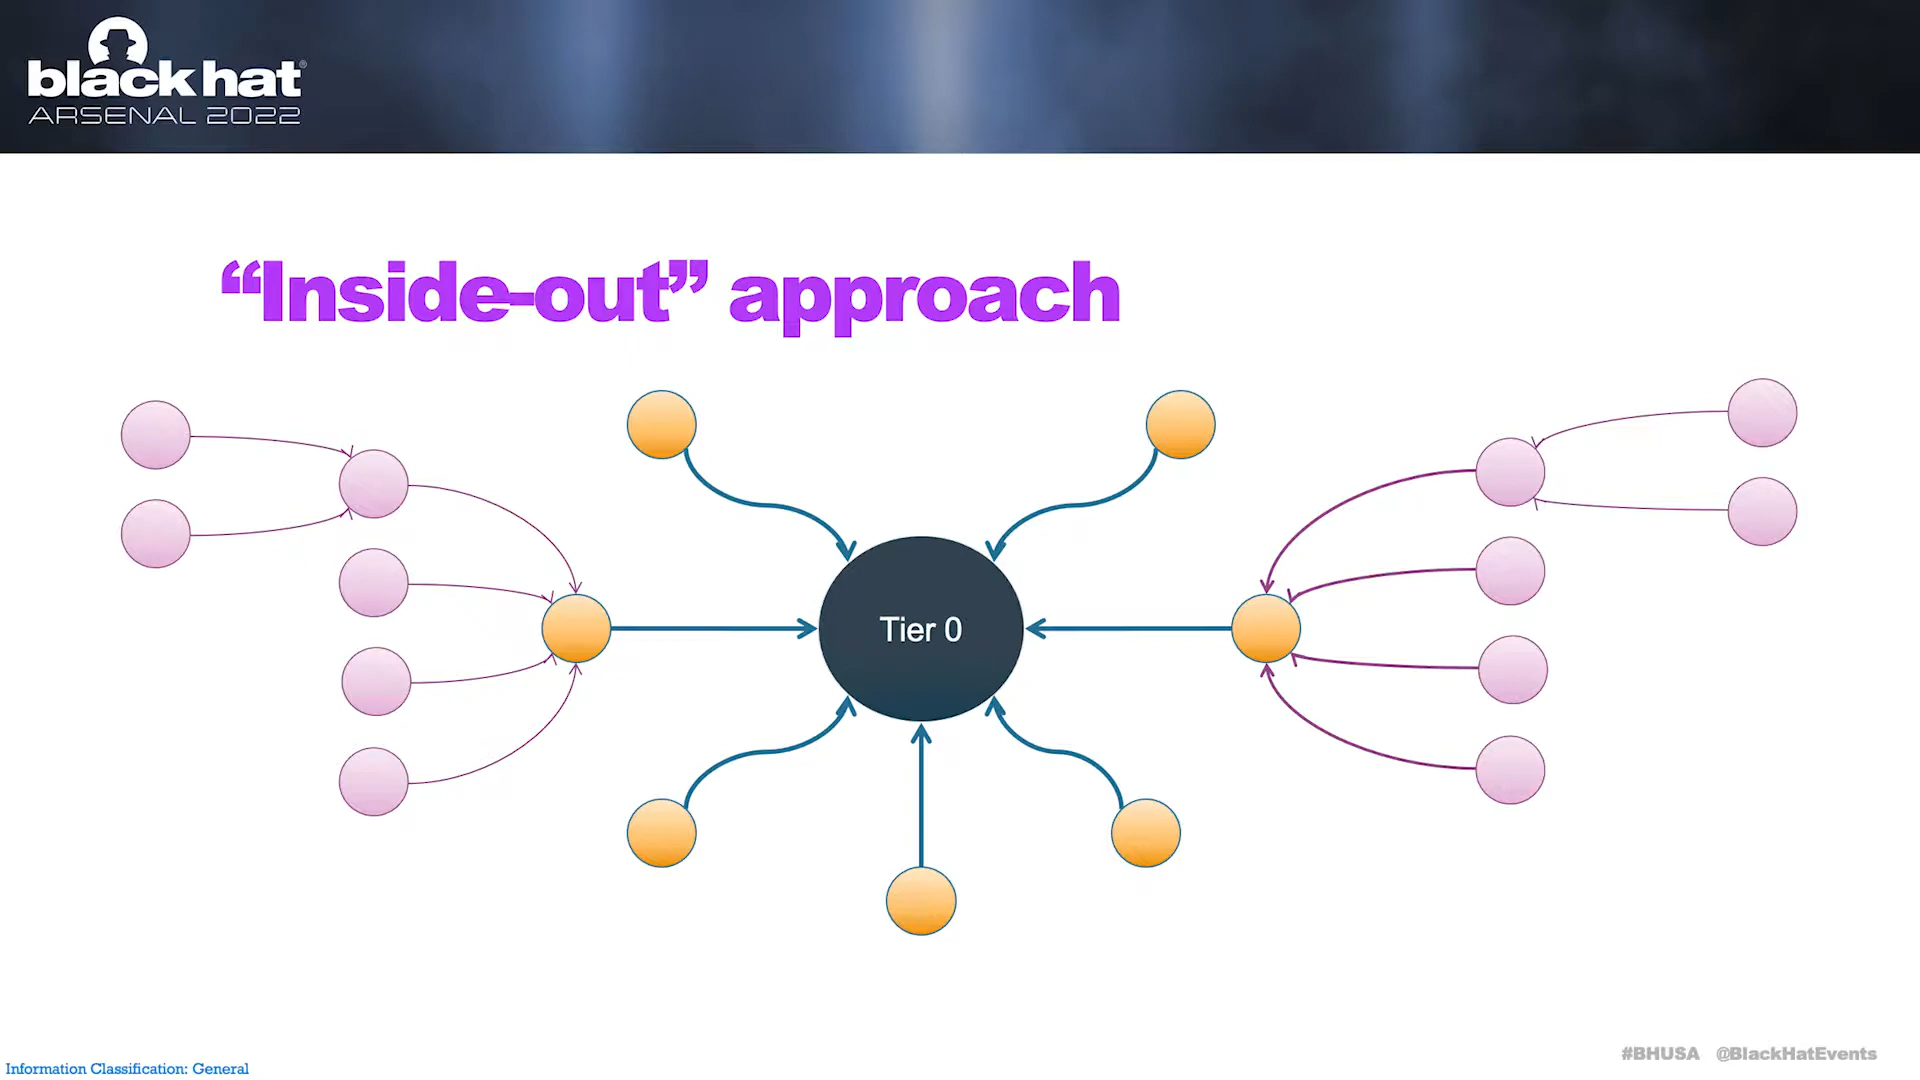 black hat®
ARSENAL 2022
“Inside-out” approach
Tier 0
Information Classification: General
#BHUSA @BlackHatEvents